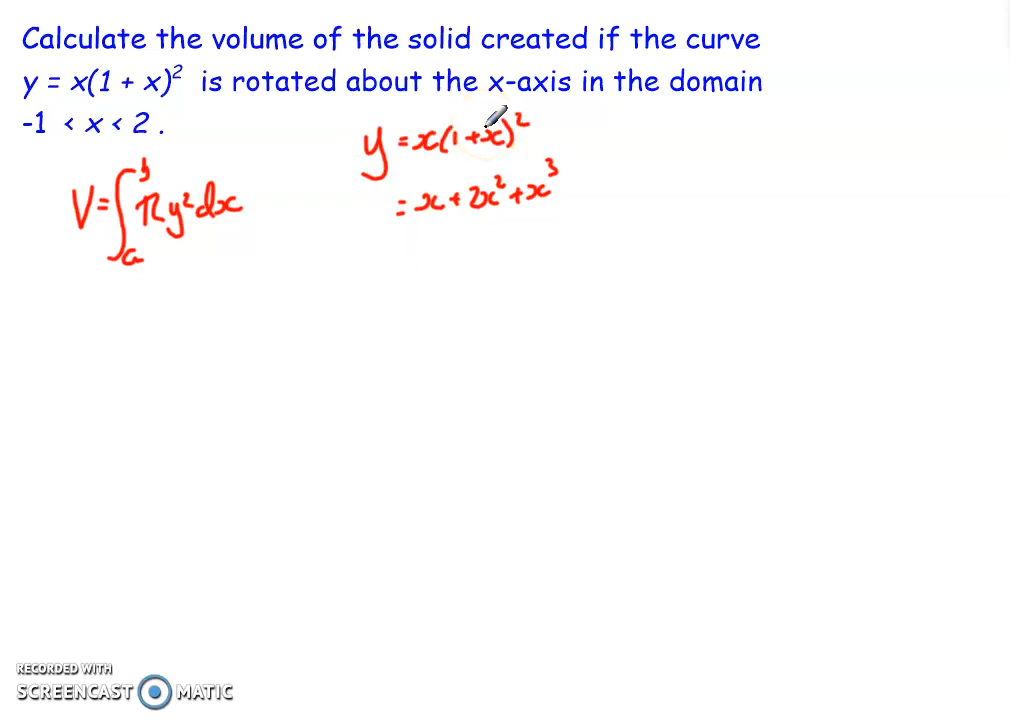 Calculate the volume of the solid created if the curve
y = x(1 + x)² is rotated about the x-axis in the domain
-1 < x < 2 .
y = x(1 + x)²
= x + 2x² + x³
V = ∫ₐᵇ π y² dx
RECORDED WITH
SCREENCAST MATIC